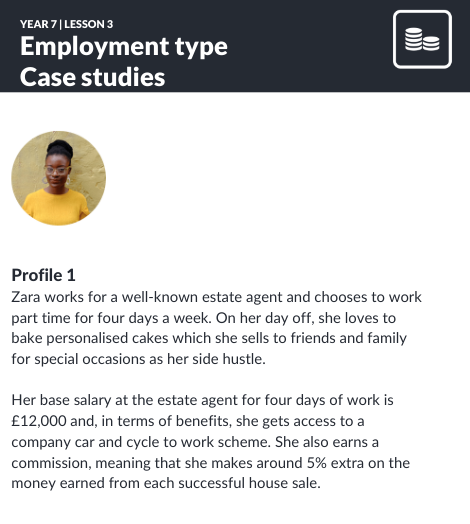 YEAR 7 | LESSON 3
Employment type
Case studies
Profile 1
Zara works for a well-known estate agent and chooses to work
part time for four days a week. On her day off, she loves to
bake personalised cakes which she sells to friends and family
for special occasions as her side hustle.
Her base salary at the estate agent for four days of work is
£12,000 and, in terms of benefits, she gets access to a
company car and cycle to work scheme. She also earns a
commission, meaning that she makes around 5% extra on the
money earned from each successful house sale.